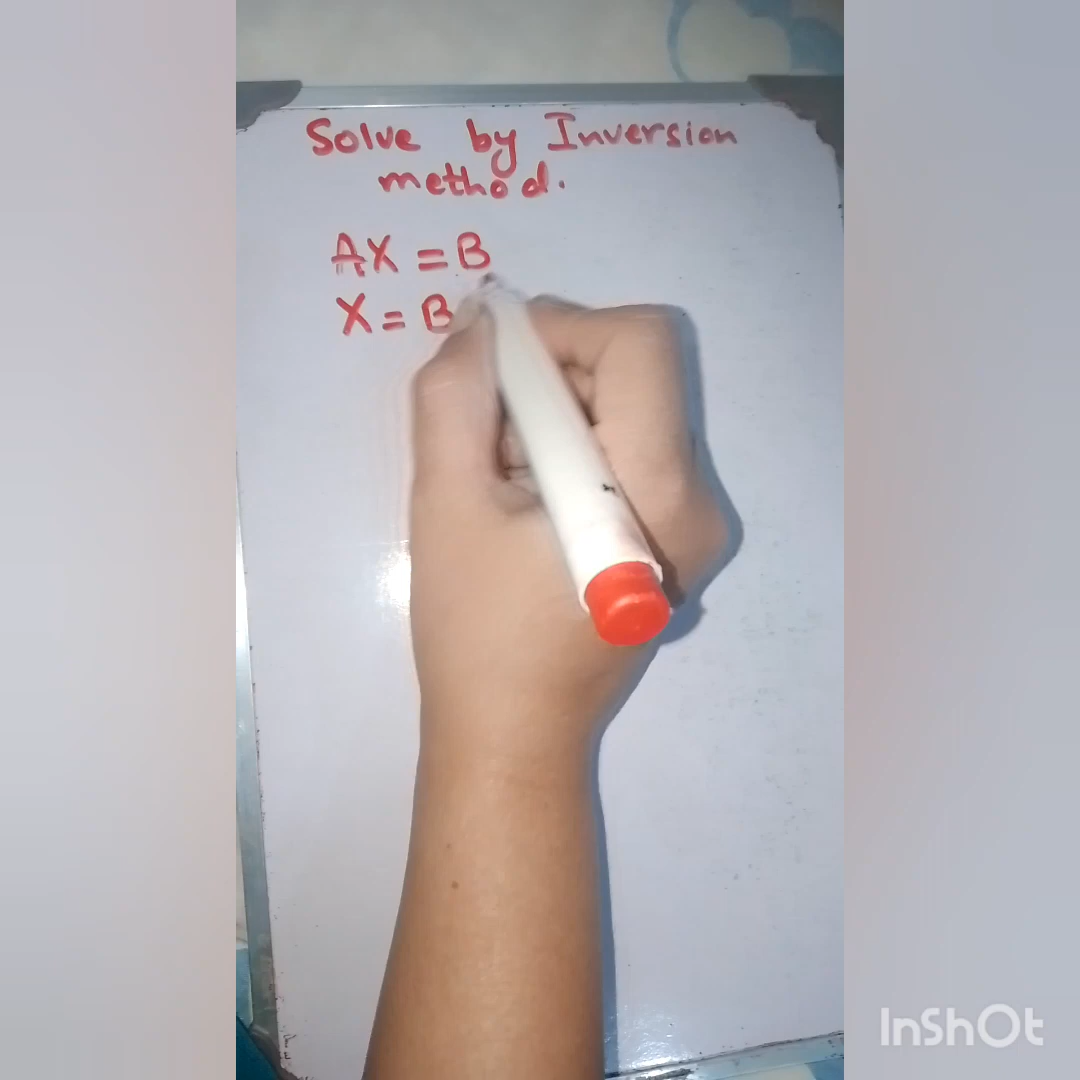 Solve by Inversion
method.
AX = B
X = B
InShOt